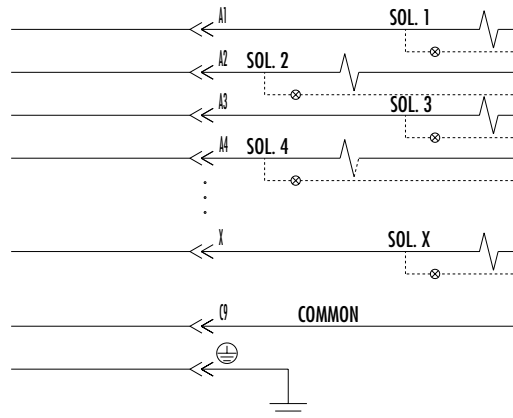 A1 SOL. 1
A2 SOL. 2
A3 SOL. 3
A4 SOL. 4
X SOL. X
C9 COMMON